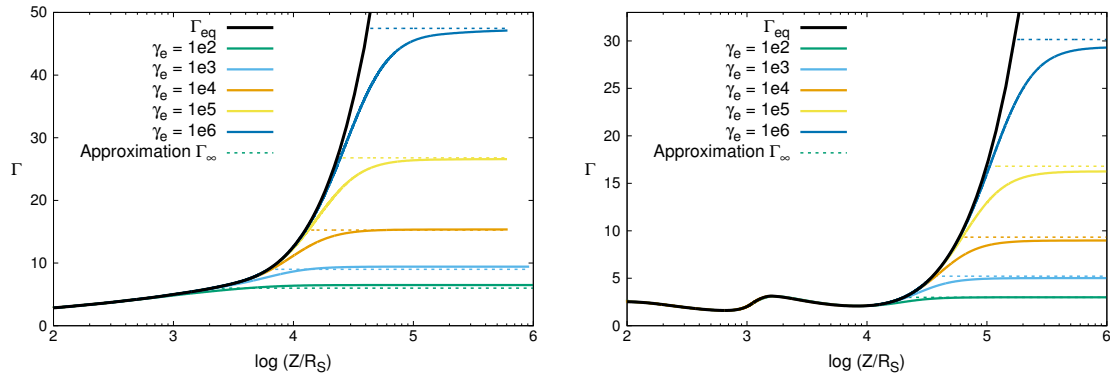 50
40
30
20
10
0
Γ
Γeq
γe = 1e2
γe = 1e3
γe = 1e4
γe = 1e5
γe = 1e6
Approximation Γ∞
2 3 4 5 6
log (Z/RS)
30
25
20
15
10
5
0
Γ
Γeq
γe = 1e2
γe = 1e3
γe = 1e4
γe = 1e5
γe = 1e6
Approximation Γ∞
2 3 4 5 6
log (Z/RS)